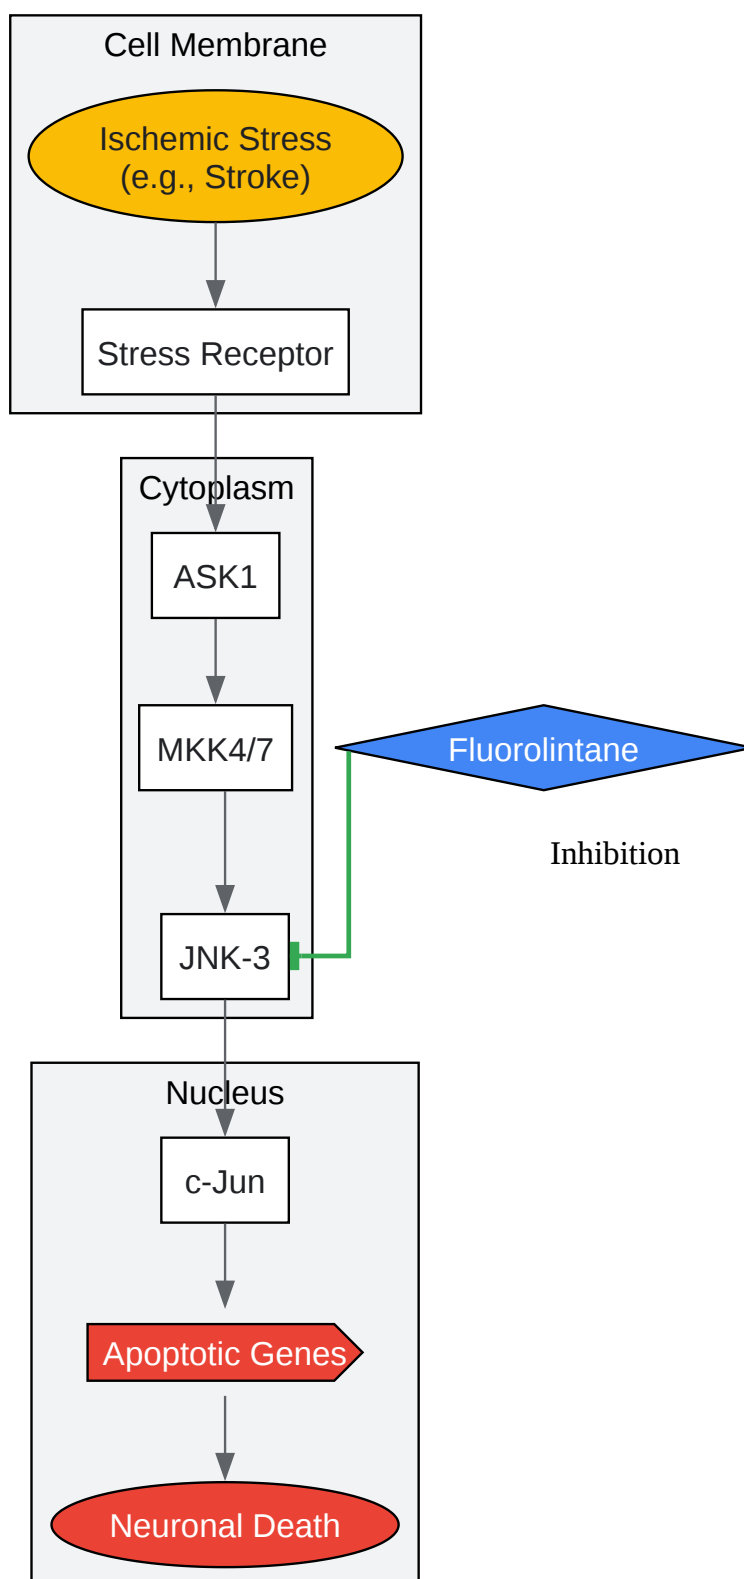 Cell Membrane
Ischemic Stress
(e.g., Stroke)
Stress Receptor
Cytoplasm
ASK1
MKK4/7
Fluorolintane
Inhibition
JNK-3
Nucleus
c-Jun
Apoptotic Genes
Neuronal Death